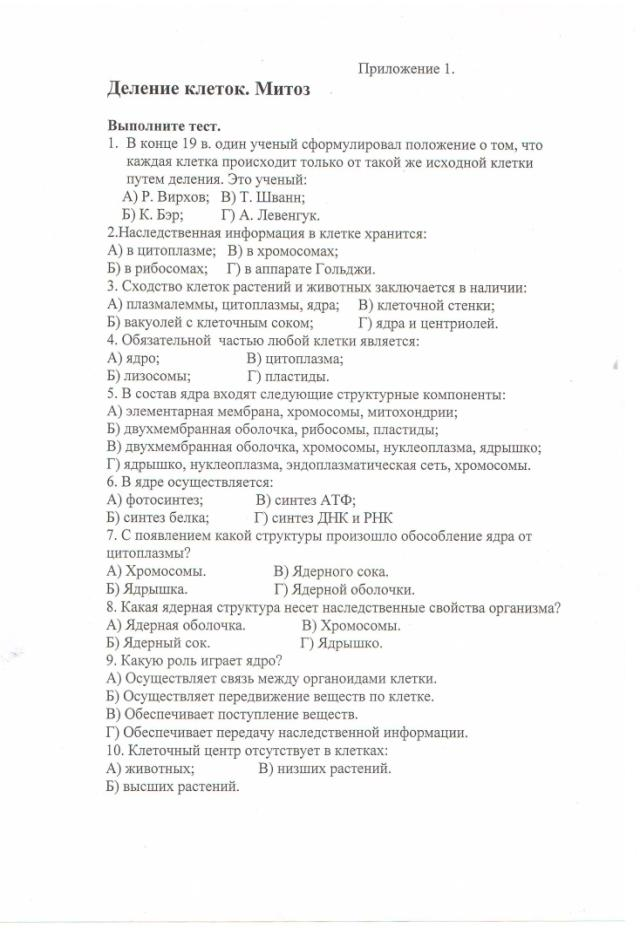 Приложение 1.
Деление клеток. Митоз
Выполните тест.
1. В конце 19 в. один ученый сформулировал положение о том, что
каждая клетка происходит только от такой же исходной клетки
путем деления. Это ученый:
А) Р. Вирхов; В) Т. Шванн;
Б) К. Бэр; Г) А. Левенгук.
2.Наследственная информация в клетке хранится:
А) в цитоплазме; В) в хромосомах;
Б) в рибосомах; Г) в аппарате Гольджи.
3. Сходство клеток растений и животных заключается в наличии:
А) плазмалеммы, цитоплазмы, ядра; В) клеточной стенки;
Б) вакуолей с клеточным соком; Г) ядра и центриолей.
4. Обязательной частью любой клетки является:
А) ядро; В) цитоплазма;
Б) лизосомы; Г) пластиды.
5. В состав ядра входят следующие структурные компоненты:
А) элементарная мембрана, хромосомы, митохондрии;
Б) двухмембранная оболочка, рибосомы, пластиды;
В) двухмембранная оболочка, хромосомы, нуклеоплазма, ядрышко;
Г) ядрышко, нуклеоплазма, эндоплазматическая сеть, хромосомы.
6. В ядре осуществляется:
А) фотосинтез; В) синтез АТФ;
Б) синтез белка; Г) синтез ДНК и РНК
7. С появлением какой структуры произошло обособление ядра от
цитоплазмы?
А) Хромосомы. В) Ядерного сока.
Б) Ядрышка. Г) Ядерной оболочки.
8. Какая ядерная структура несет наследственные свойства организма?
А) Ядерная оболочка. В) Хромосомы.
Б) Ядерный сок. Г) Ядрышко.
9. Какую роль играет ядро?
А) Осуществляет связь между органоидами клетки.
Б) Осуществляет передвижение веществ по клетке.
В) Обеспечивает поступление веществ.
Г) Обеспечивает передачу наследственной информации.
10. Клеточный центр отсутствует в клетках:
А) животных; В) низших растений.
Б) высших растений.